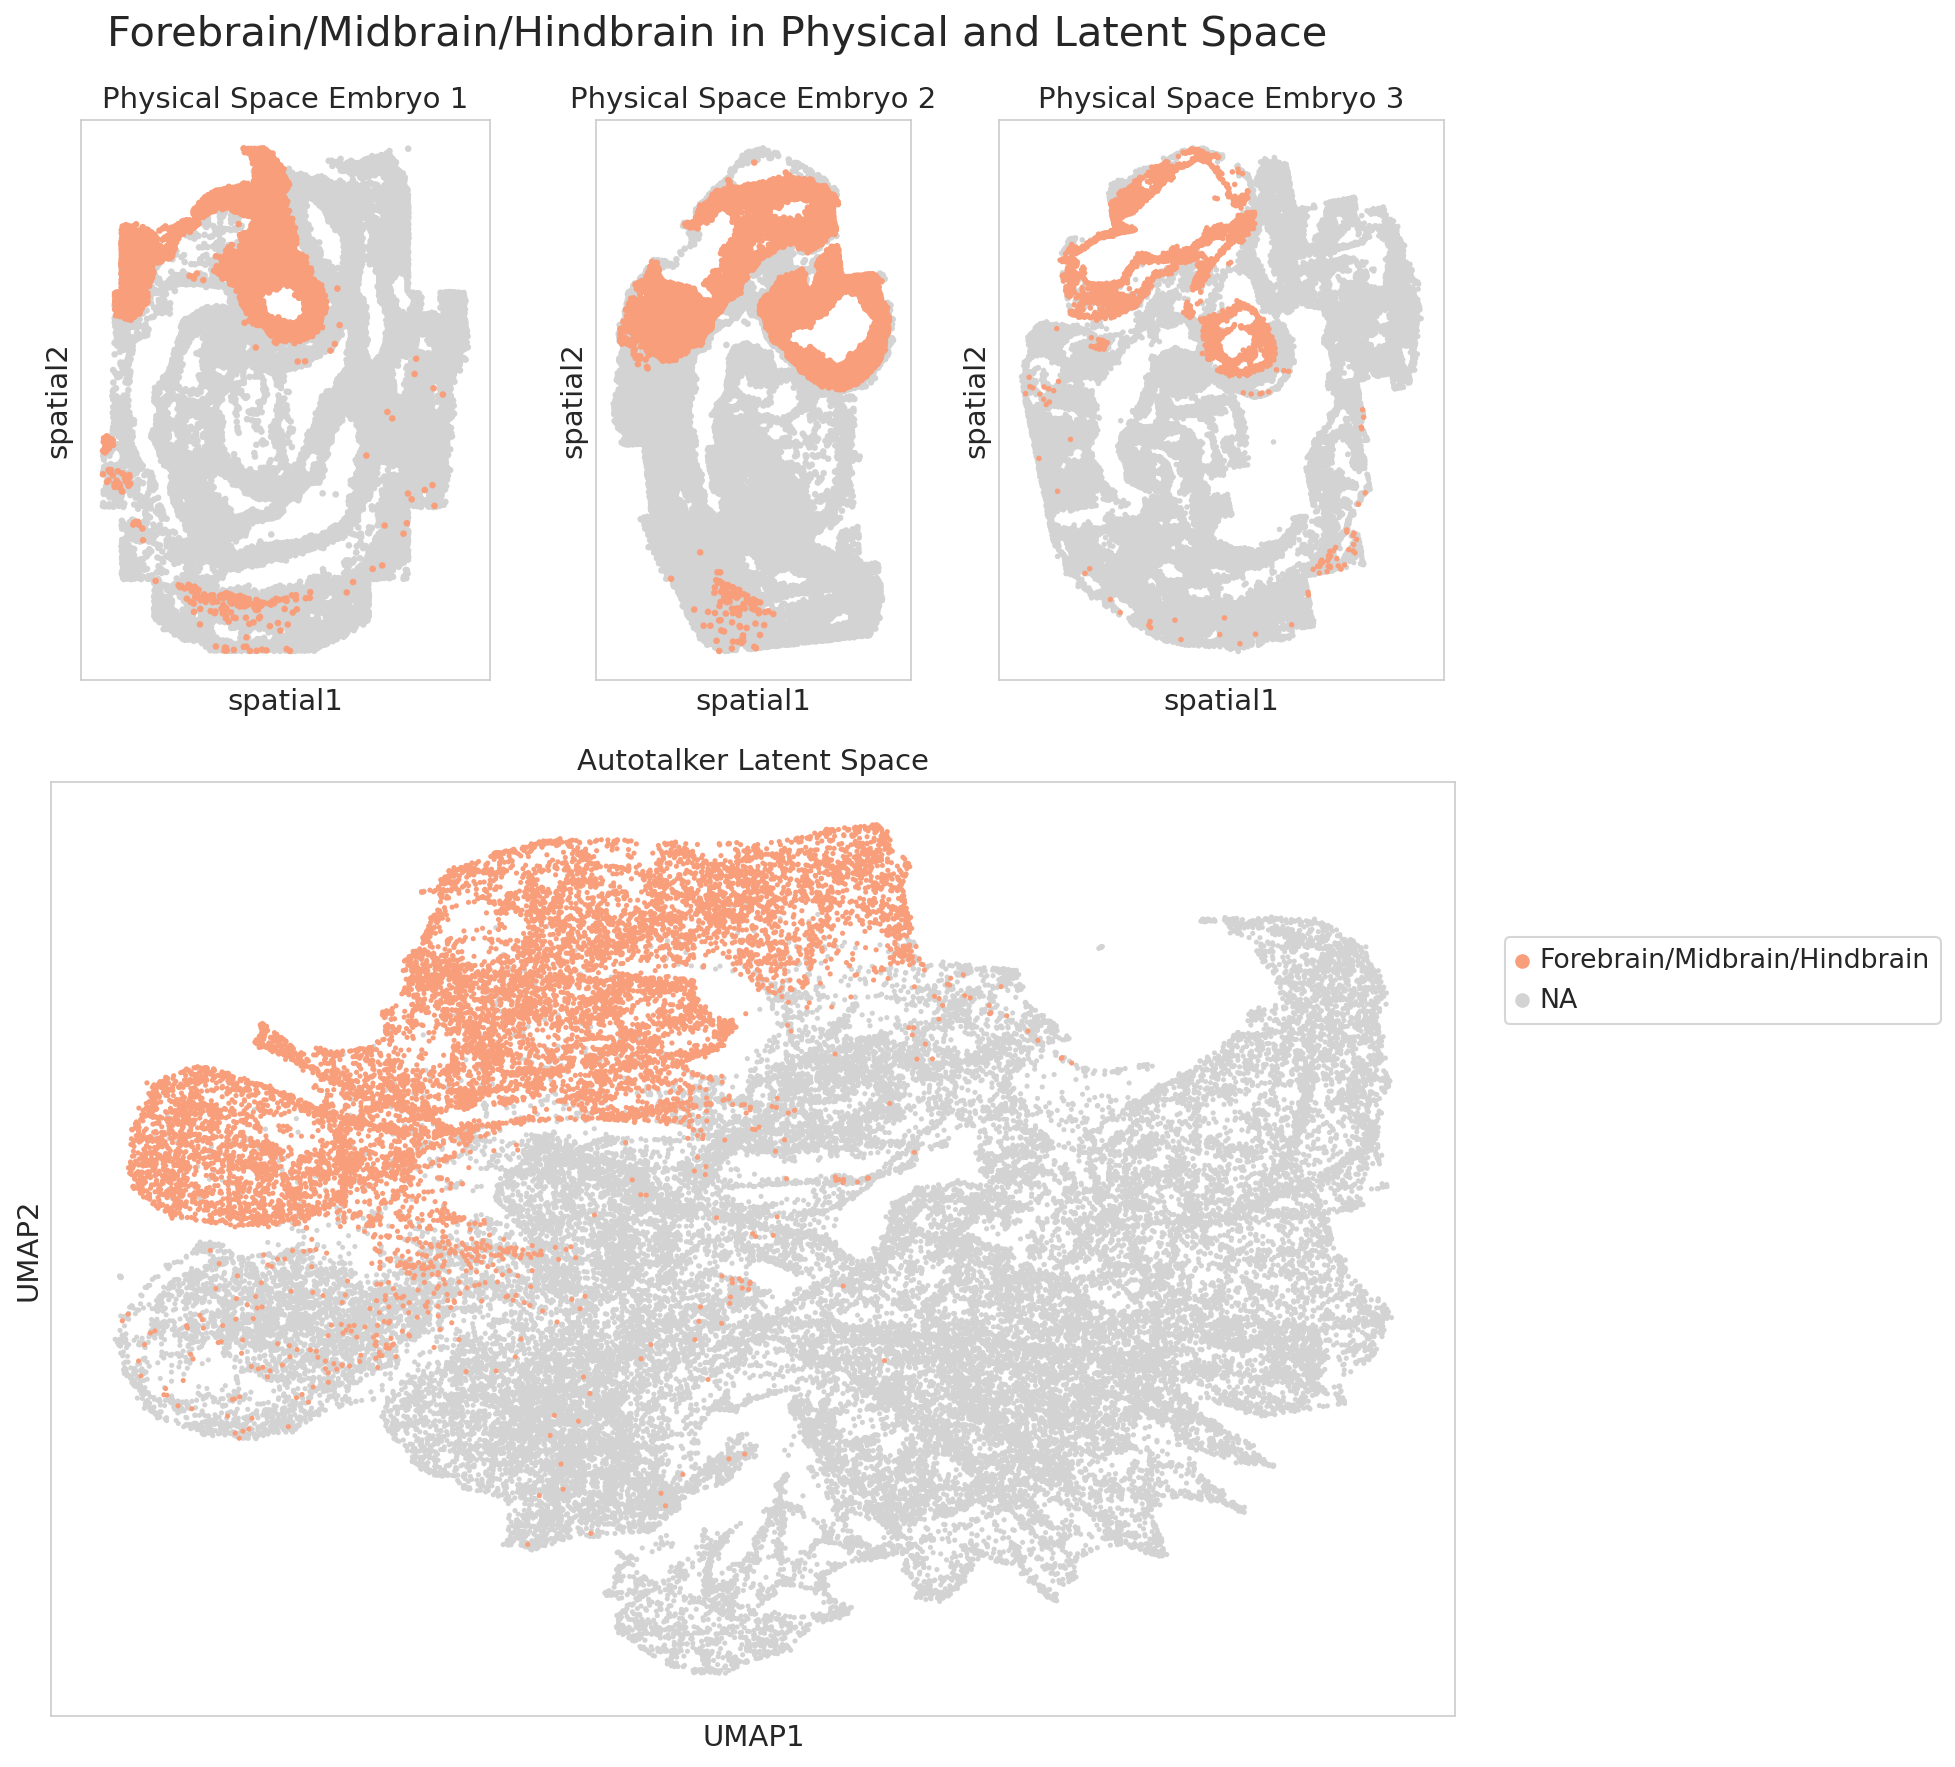 Forebrain/Midbrain/Hindbrain in Physical and Latent Space
Physical Space Embryo 1
Physical Space Embryo 2
Physical Space Embryo 3
spatial2
spatial2
spatial2
spatial1
spatial1
spatial1
Autotalker Latent Space
Forebrain/Midbrain/Hindbrain
NA
UMAP2
UMAP1